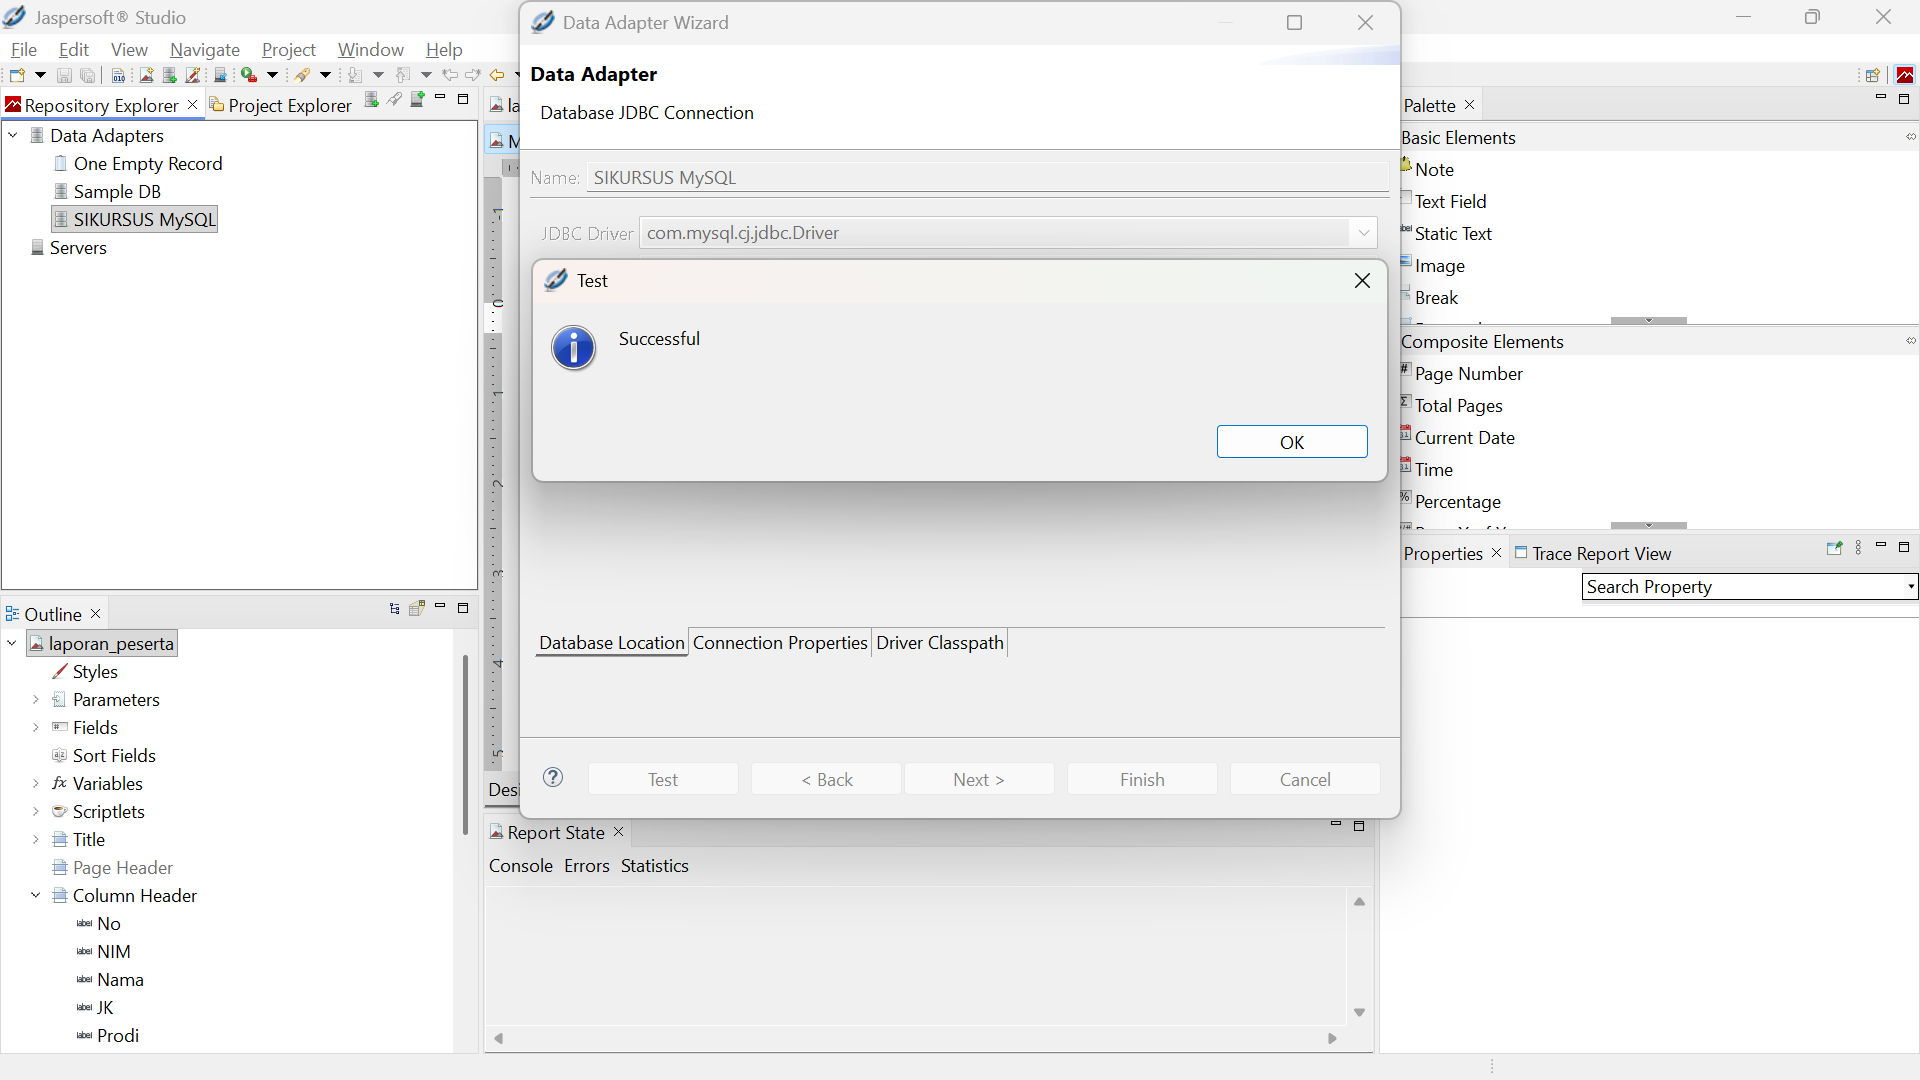 Jaspersoft® Studio
File Edit View Navigate Project Window Help
Repository Explorer
Project Explorer
Data Adapters
One Empty Record
Sample DB
SIKURSUS MySQL
Servers
Outline
laporan_peserta
Styles
Parameters
Fields
Sort Fields
Variables
Scriptlets
Title
Page Header
Column Header
No
NIM
Nama
JK
Prodi
Data Adapter Wizard
Data Adapter
Database JDBC Connection
Name: SIKURSUS MySQL
JDBC Driver com.mysql.cj.jdbc.Driver
Test
Successful
OK
Database Location
Connection Properties
Driver Classpath
Test
< Back
Next >
Finish
Cancel
Report State
Console Errors Statistics
Palette
Basic Elements
Note
Text Field
Static Text
Image
Break
Composite Elements
Page Number
Total Pages
Current Date
Time
Percentage
Properties
Trace Report View
Search Property